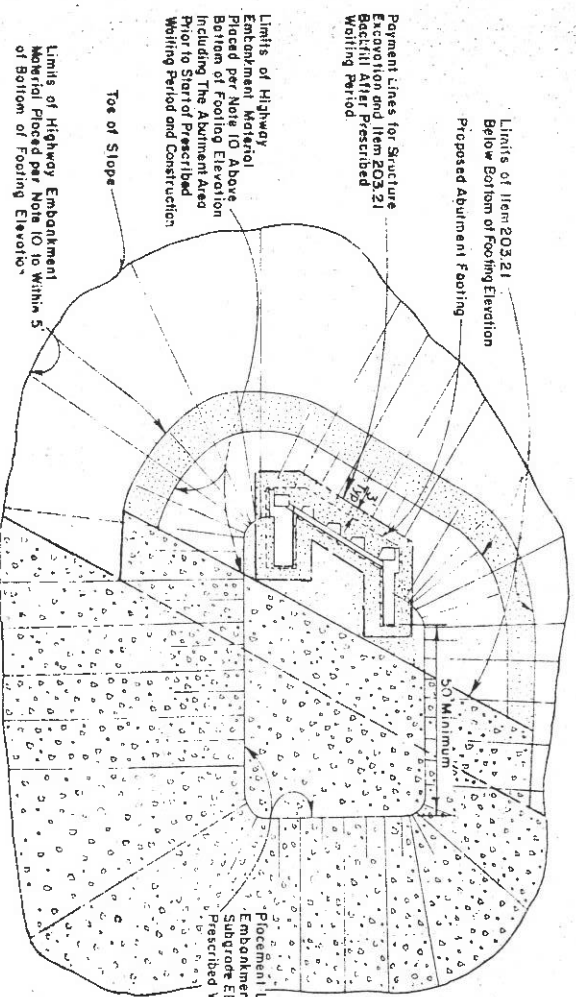 Limits of Item 203.21
Below Bottom of Footing Elevation
Proposed Abutment Footing
Payment Lines for Structure
Excavation and Item 203.21
Backfill After Prescribed
Waiting Period
Limits of Highway
Embankment Material
Placed per Note 10 Above
Bottom of Footing Elevation
Including The Abutment Area
Prior to Start of Prescribed
Waiting Period and Construction
Toe of Slope
Limits of Highway Embankment
Material Placed per Note 10 to Within 5'
of Bottom of Footing Elevation
3'
Typ.
50' Minimum
Placement L
Embankmen
Subgrade El
Prescribed W